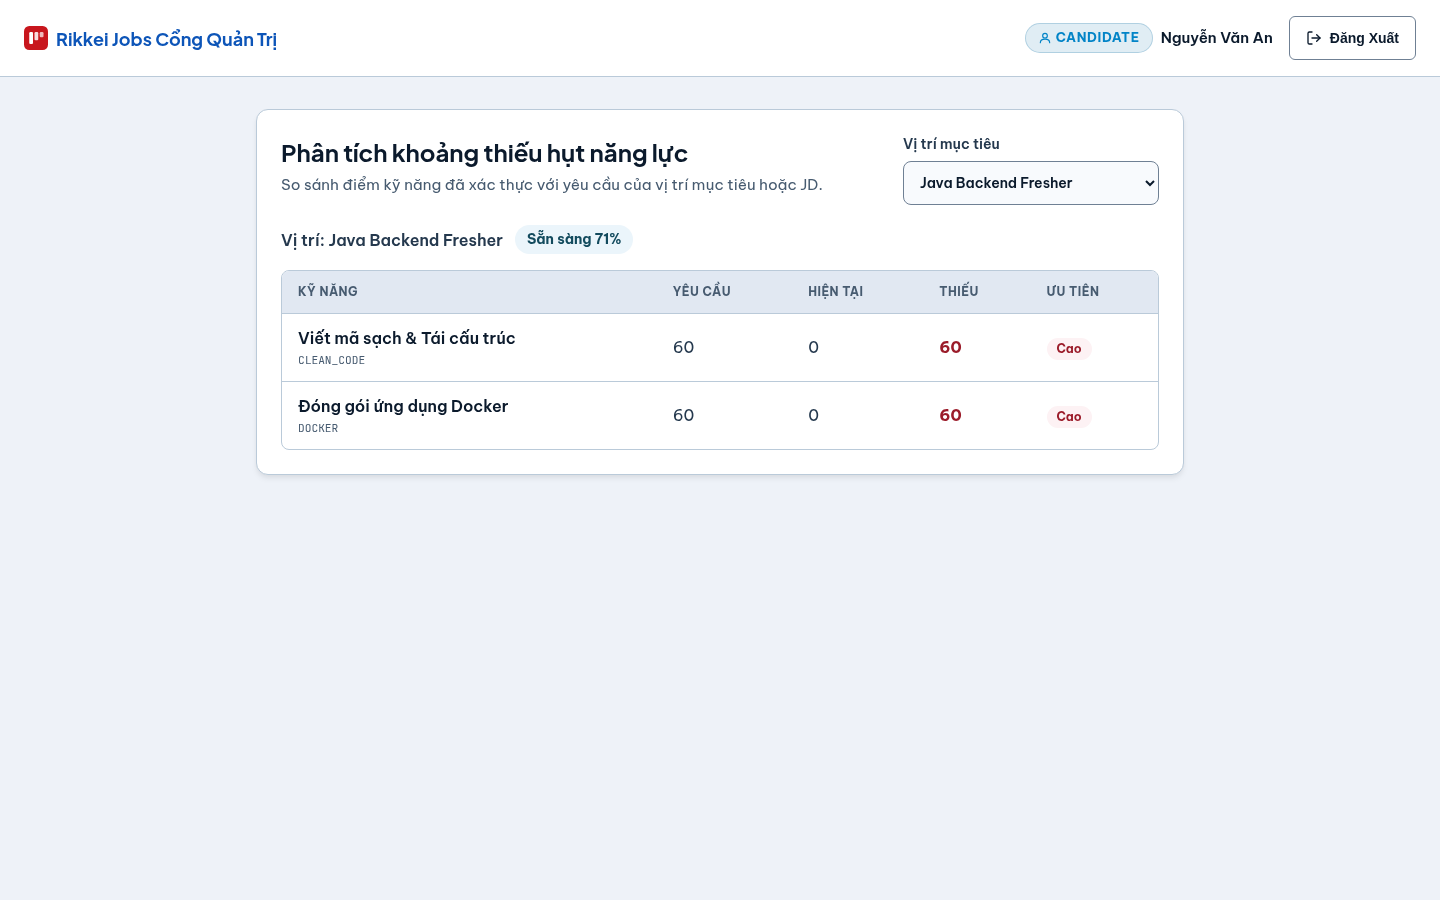 Rikkei Jobs Cổng Quản Trị
CANDIDATE
Nguyễn Văn An
Đăng Xuất
Phân tích khoảng thiếu hụt năng lực
So sánh điểm kỹ năng đã xác thực với yêu cầu của vị trí mục tiêu hoặc JD.
Vị trí mục tiêu
Java Backend Fresher
Vị trí: Java Backend Fresher
Sẵn sàng 71%
KỸ NĂNG YÊU CẦU HIỆN TẠI THIẾU ƯU TIÊN
Viết mã sạch & Tái cấu trúc
CLEAN_CODE
60 0 60 Cao
Đóng gói ứng dụng Docker
DOCKER
60 0 60 Cao